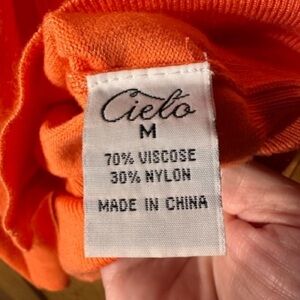 Cielo
M
70% VISCOSE
30% NYLON
MADE IN CHINA